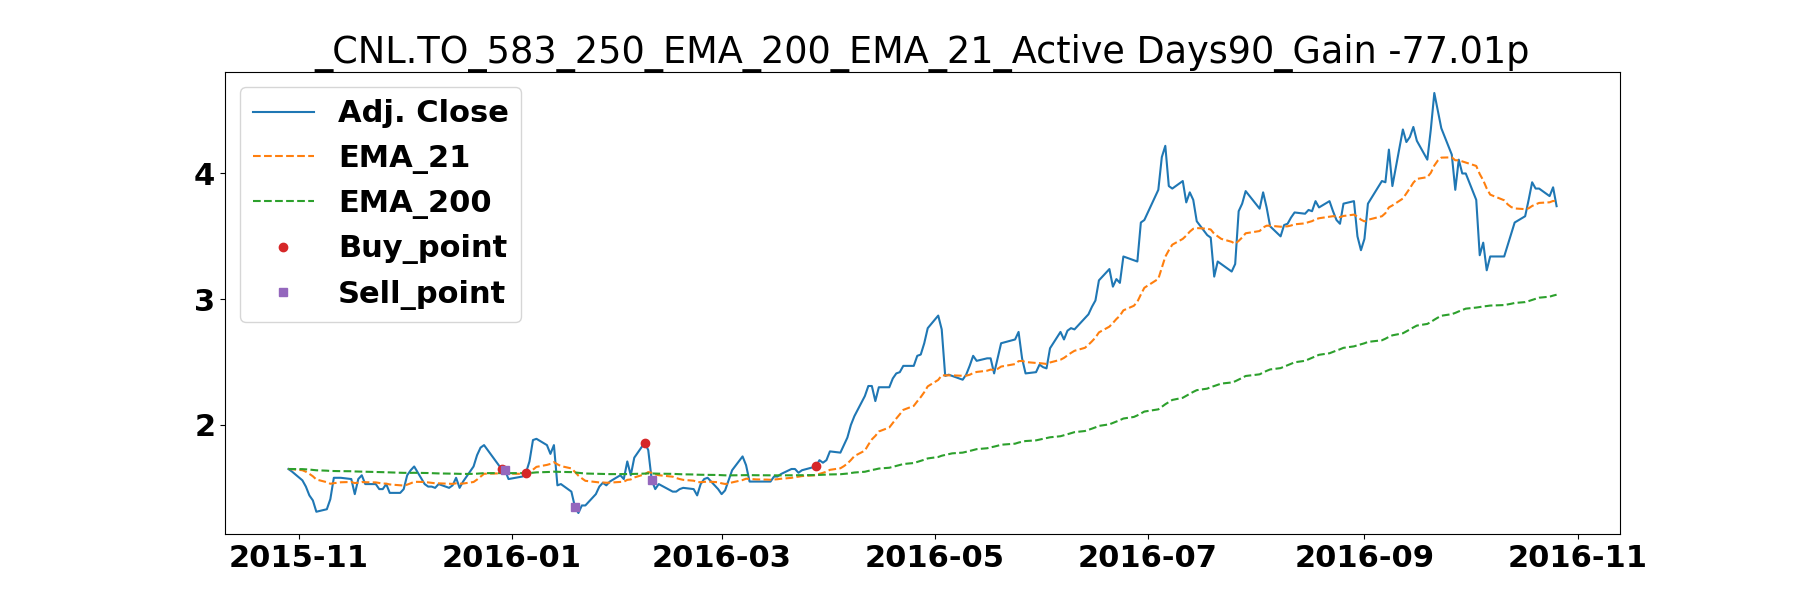 _CNL.TO_583_250_EMA_200_EMA_21_Active Days90_Gain -77.01p
Adj. Close
EMA_21
EMA_200
Buy_point
Sell_point
4
3
2
2015-11 2016-01 2016-03 2016-05 2016-07 2016-09 2016-11